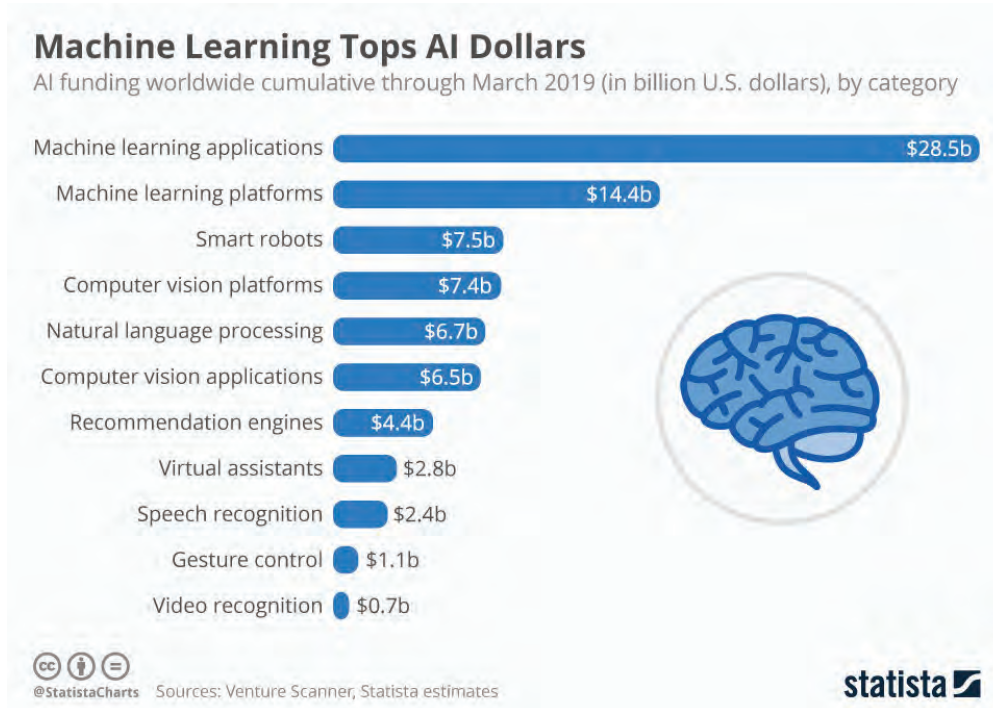 Machine Learning Tops AI Dollars
AI funding worldwide cumulative through March 2019 (in billion U.S. dollars), by category
Machine learning applications $28.5b
Machine learning platforms $14.4b
Smart robots $7.5b
Computer vision platforms $7.4b
Natural language processing $6.7b
Computer vision applications $6.5b
Recommendation engines $4.4b
Virtual assistants $2.8b
Speech recognition $2.4b
Gesture control $1.1b
Video recognition $0.7b
cc
@StatistaCharts Sources: Venture Scanner, Statista estimates
statista